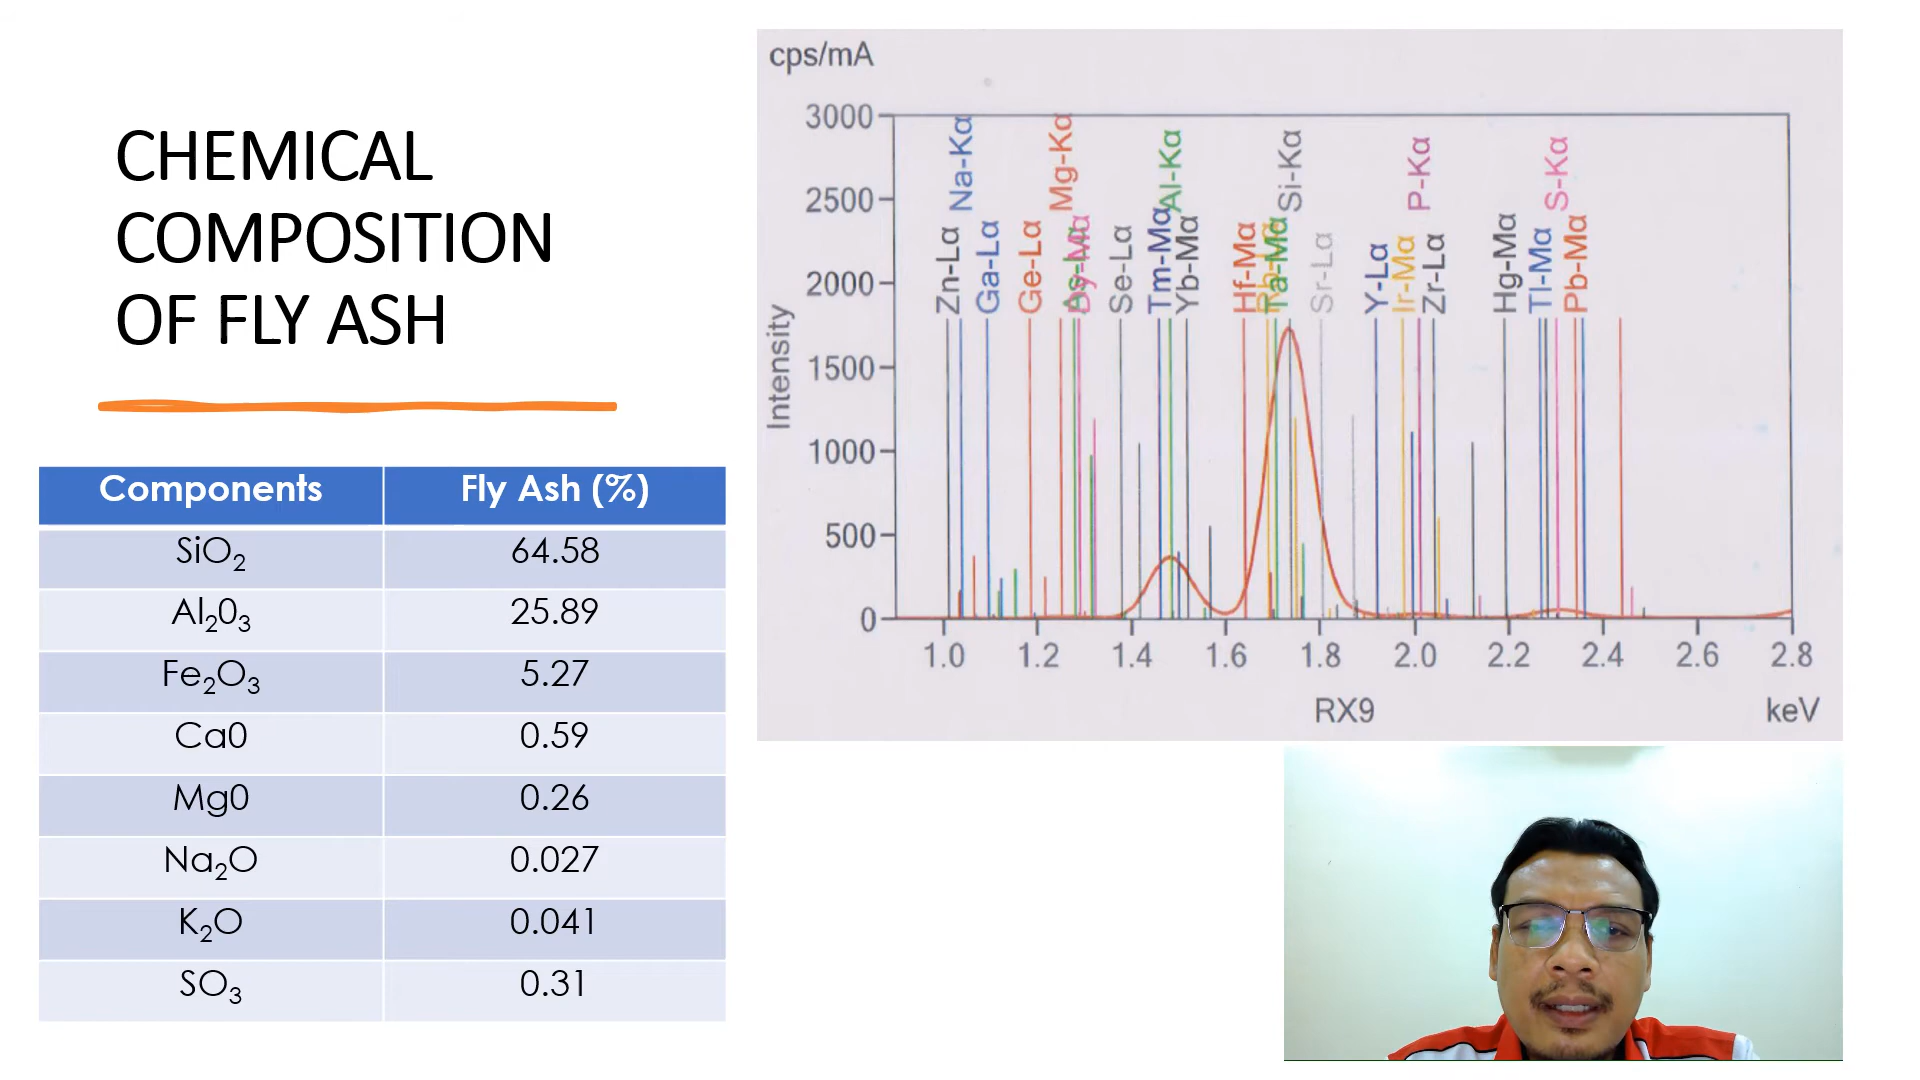 CHEMICAL
COMPOSITION
OF FLY ASH
Components Fly Ash (%)
SiO₂ 64.58
Al₂0₃ 25.89
Fe₂O₃ 5.27
Ca0 0.59
Mg0 0.26
Na₂O 0.027
K₂O 0.041
SO₃ 0.31
cps/mA
3000
2500
2000
1500
1000
500
0
Intensity
Na-Kα Mg-Kα Al-Kα Si-Kα P-Kα S-Kα
Zn-Lα Ga-Lα Ge-Lα As-Lα Dy-Mα Se-Lα Tm-Mα Yb-Mα Hf-Mα Ta-Mα Sr-Lα Y-Lα Ir-Mα Zr-Lα Hg-Mα Tl-Mα Pb-Mα
1.0 1.2 1.4 1.6 1.8 2.0 2.2 2.4 2.6 2.8
RX9 keV